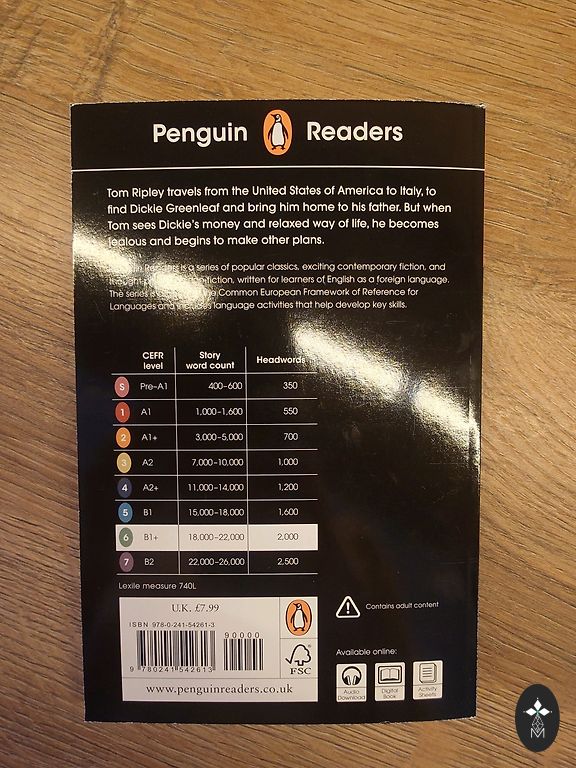 Penguin Readers
Tom Ripley travels from the United States of America to Italy, to
find Dickie Greenleaf and bring him home to his father. But when
Tom sees Dickie's money and relaxed way of life, he becomes
jealous and begins to make other plans.
Readers is a series of popular classics, exciting contemporary fiction, and
written for learners of English as a foreign language.
The series is Common European Framework of Reference for
Languages and includes language activities that help develop key skills.
CEFR level Story word count Headwords
S Pre-A1 400–600 350
1 A1 1,000–1,600 550
2 A1+ 3,000–5,000 700
3 A2 7,000–10,000 1,000
4 A2+ 11,000–14,000 1,200
5 B1 15,000–18,000 1,600
6 B1+ 18,000–22,000 2,000
7 B2 22,000–26,000 2,500
Lexile measure 740L
U.K. £7.99
ISBN 978-0-241-54261-3
90000
9 780241 542613
FSC
www.penguinreaders.co.uk
Contains adult content
Available online:
Audio Download
Digital Book
Activity Sheets
M